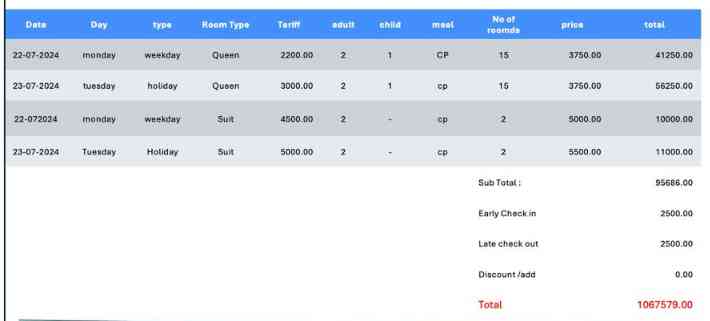 Date Day type Room Type Tariff adult child meal No of roomds price total
22-07-2024 monday weekday Queen 2200.00 2 1 CP 15 3750.00 41250.00
23-07-2024 tuesday holiday Queen 3000.00 2 1 cp 15 3750.00 56250.00
22-072024 monday weekday Suit 4500.00 2 - cp 2 5000.00 10000.00
23-07-2024 Tuesday Holiday Suit 5000.00 2 - cp 2 5500.00 11000.00
Sub Total : 95686.00
Early Check in 2500.00
Late check out 2500.00
Discount /add 0.00
Total 1067579.00